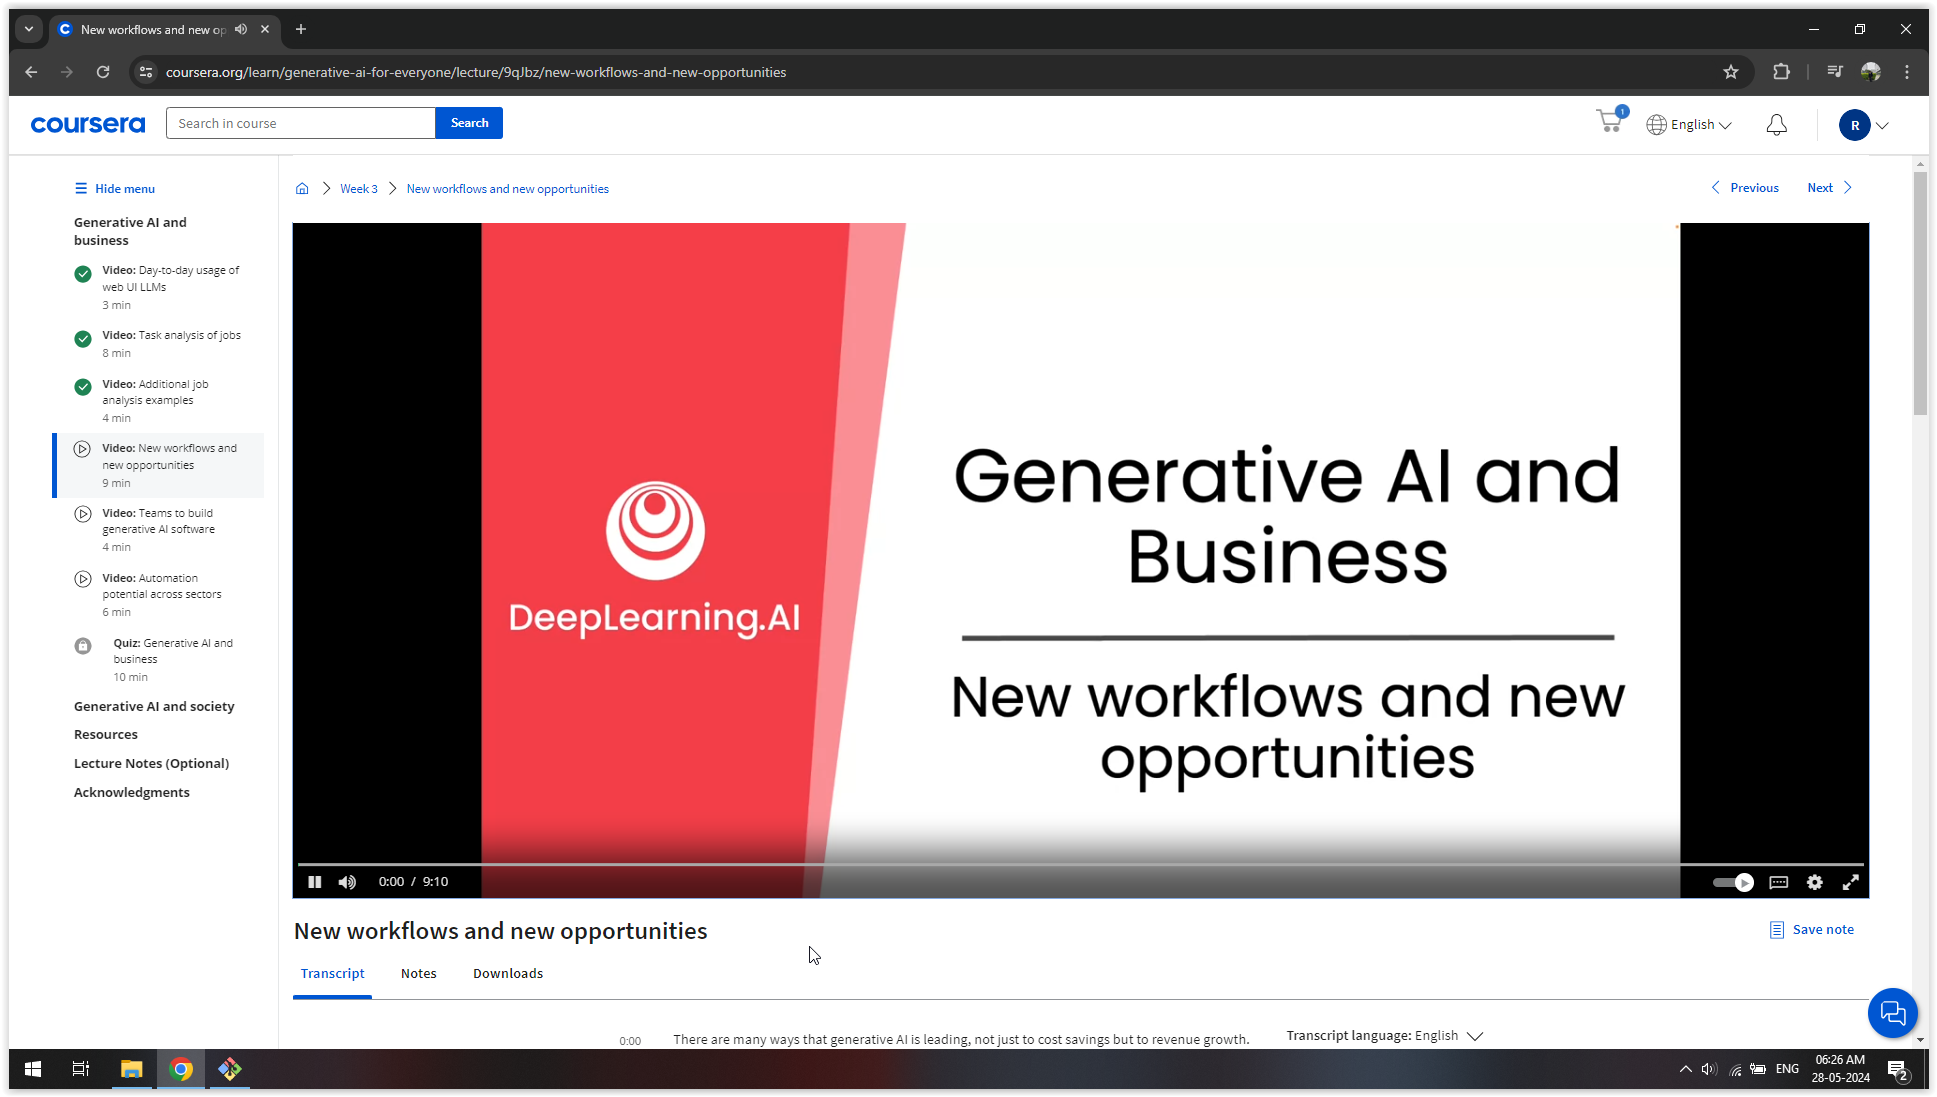 New workflows and new op
coursera.org/learn/generative-ai-for-everyone/lecture/9qJbz/new-workflows-and-new-opportunities
coursera
Search in course
Search
1
English
R
Hide menu
Week 3
New workflows and new opportunities
Previous
Next
Generative AI and
business
Video: Day-to-day usage of
web UI LLMs
3 min
Video: Task analysis of jobs
8 min
Video: Additional job
analysis examples
4 min
Video: New workflows and
new opportunities
9 min
Video: Teams to build
generative AI software
4 min
Video: Automation
potential across sectors
6 min
Quiz: Generative AI and
business
10 min
Generative AI and society
Resources
Lecture Notes (Optional)
Acknowledgments
DeepLearning.AI
Generative AI and
Business
New workflows and new
opportunities
0:00 / 9:10
New workflows and new opportunities
Save note
Transcript
Notes
Downloads
0:00
There are many ways that generative AI is leading, not just to cost savings but to revenue growth.
Transcript language: English
ENG
06:26 AM
28-05-2024
2